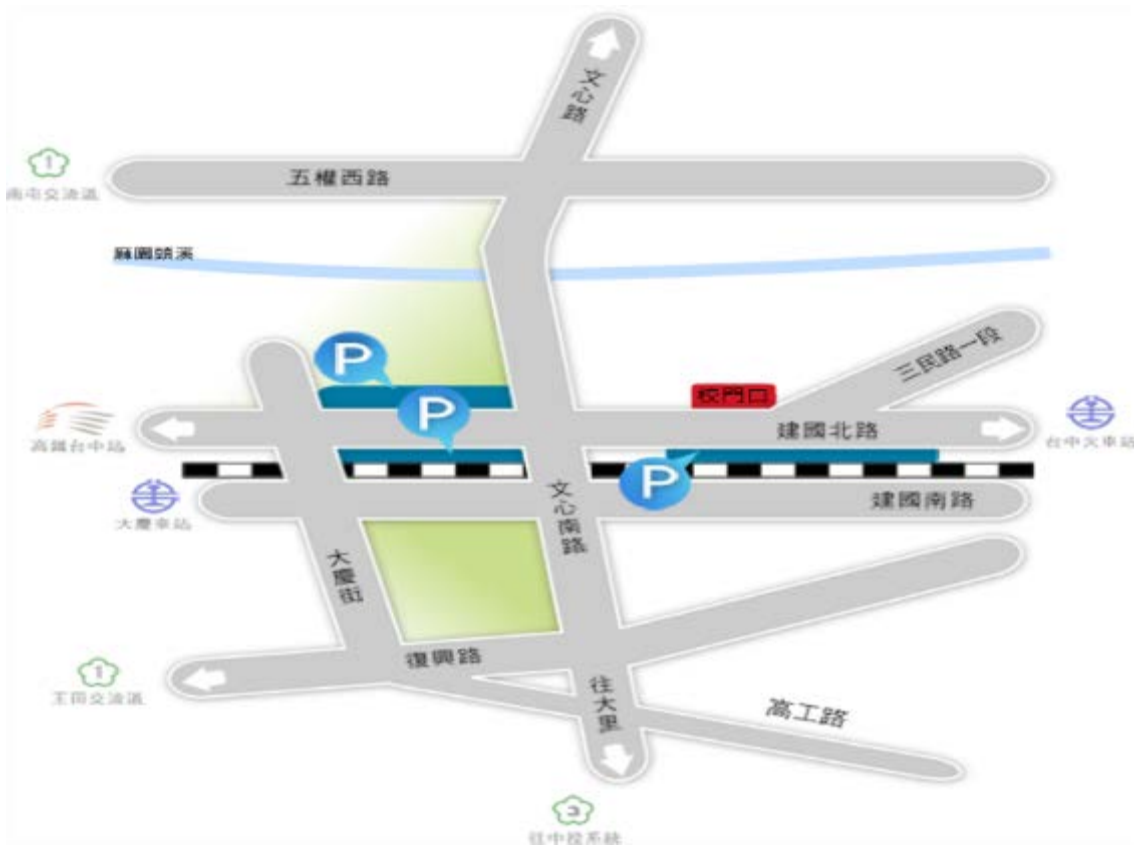 文心路
1
南屯交流道
五權西路
麻園頭溪
三民路一段
P
校門口
P
高鐵台中站
建國北路
台中火車站
P
大慶車站
文心南路
建國南路
大慶街
復興路
1
王田交流道
往大里
高工路
3
往中投系統